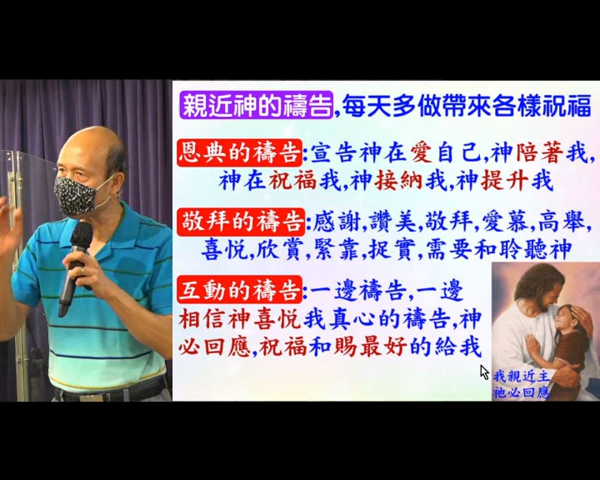 親近神的禱告,每天多做帶來各樣祝福
恩典的禱告:宣告神在愛自己,神陪著我,
神在祝福我,神接納我,神提升我
敬拜的禱告:感謝,讚美,敬拜,愛慕,高舉,
喜悅,欣賞,緊靠,捉實,需要和聆聽神
互動的禱告:一邊禱告,一邊
相信神喜悅我真心的禱告,神
必回應,祝福和賜最好的給我
我親近主
祂必回應